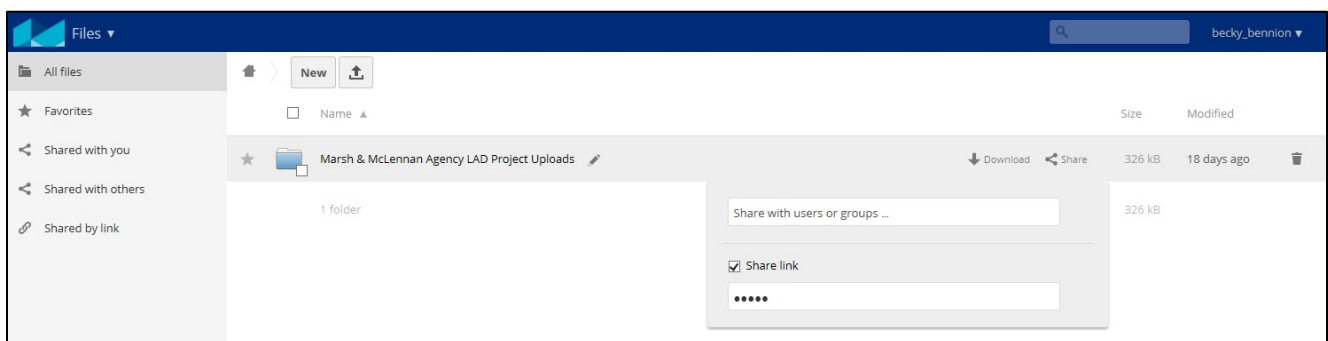 Files ▾
becky_bennion ▾
All files
New
Favorites
Name ▲ Size Modified
Shared with you
Marsh & McLennan Agency LAD Project Uploads Download Share 326 kB 18 days ago
Shared with others
1 folder 326 kB
Share with users or groups ...
Shared by link
Share link
•••••